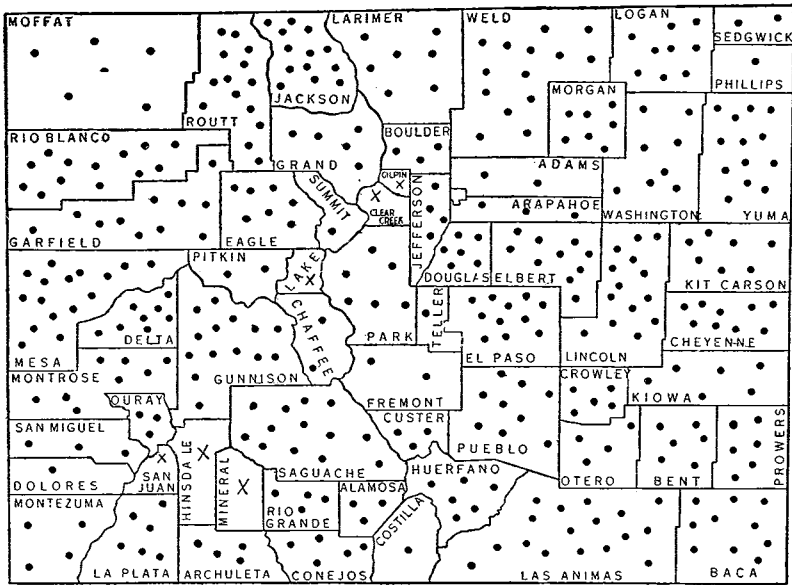 MOFFAT
LARIMER
WELD
LOGAN
SEDGWICK
PHILLIPS
JACKSON
MORGAN
ROUTT
RIO BLANCO
BOULDER
GRAND
GILPIN
ADAMS
SUMMIT
CLEAR
CREEK
JEFFERSON
ARAPAHOE
WASHINGTON
YUMA
GARFIELD
EAGLE
PITKIN
LAKE
DOUGLAS
ELBERT
KIT CARSON
CHAFFEE
PARK
TELLER
DELTA
CHEYENNE
MESA
EL PASO
LINCOLN
MONTROSE
GUNNISON
CROWLEY
OURAY
FREMONT
KIOWA
SAN MIGUEL
CUSTER
PUEBLO
PROWERS
HINSDALE
MINERAL
SAGUACHE
HUERFANO
OTERO
BENT
DOLORES
SAN
JUAN
ALAMOSA
MONTEZUMA
RIO
GRANDE
COSTILLA
LA PLATA
ARCHULETA
CONEJOS
LAS ANIMAS
BACA